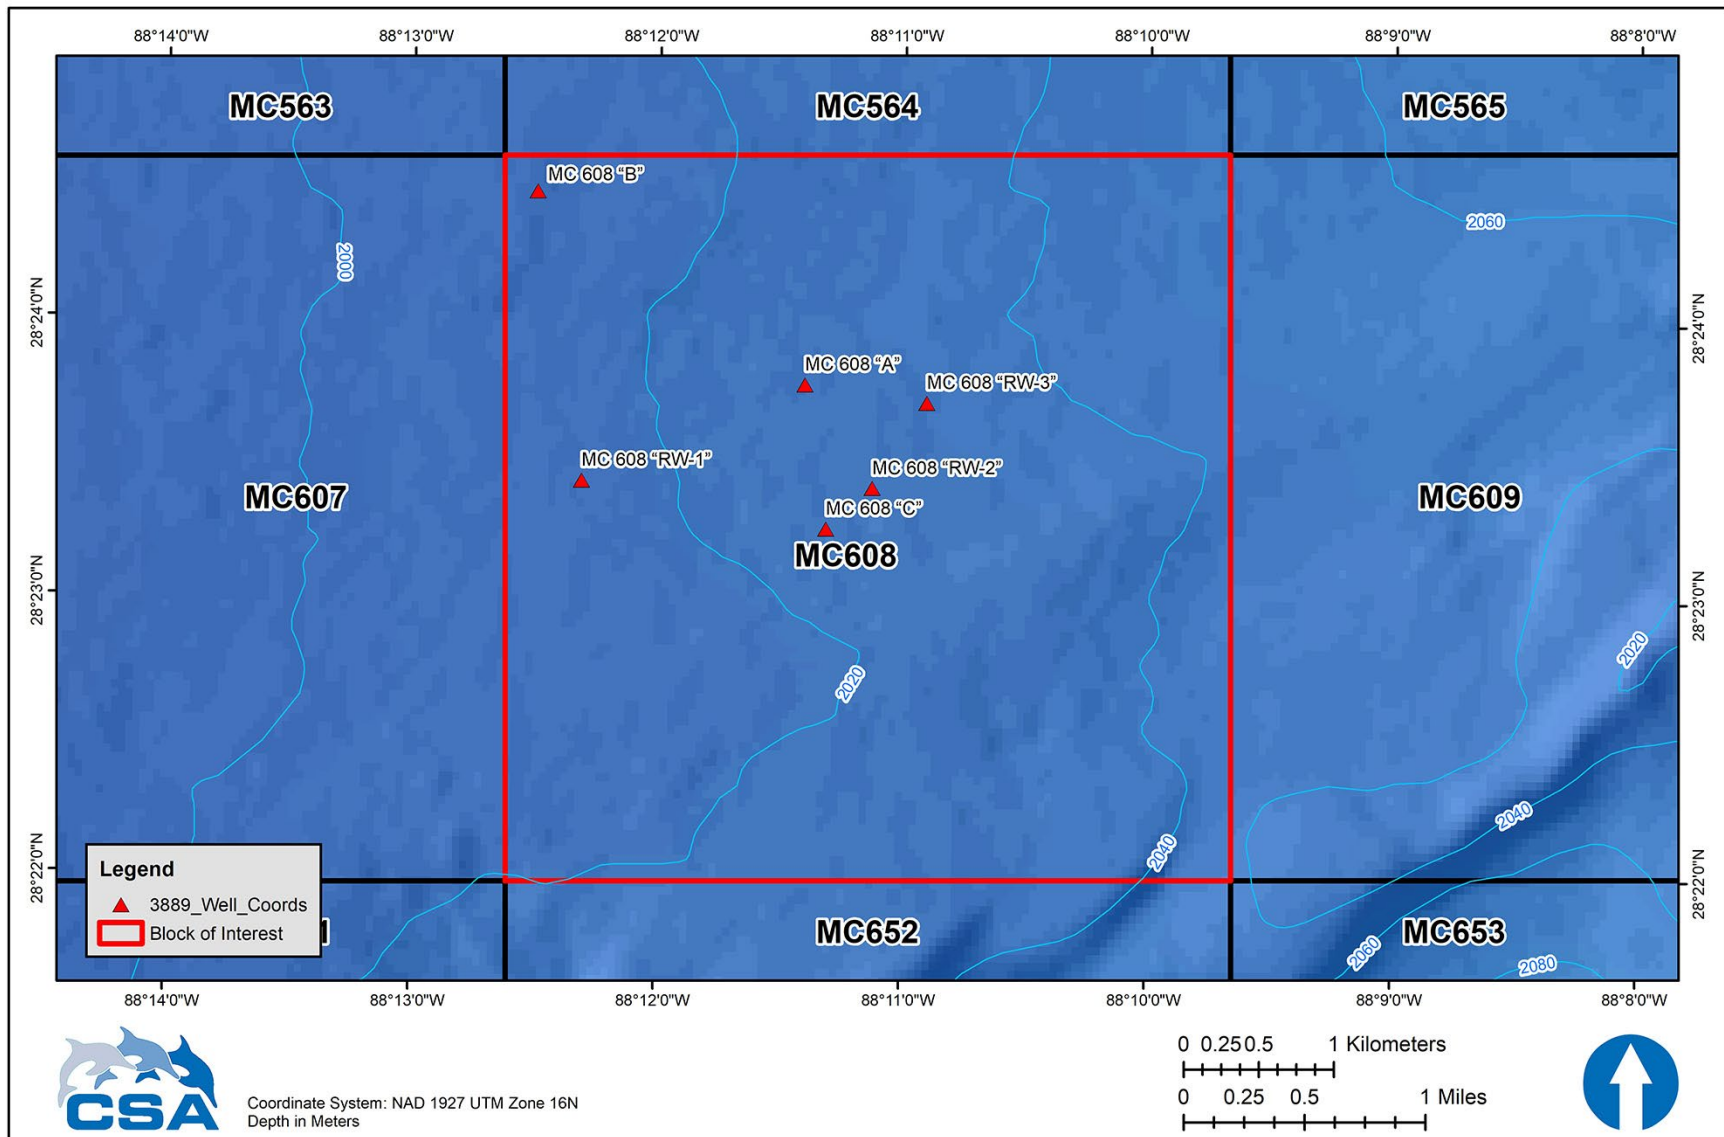 88°14'0"W 88°13'0"W 88°12'0"W 88°11'0"W 88°10'0"W 88°9'0"W 88°8'0"W
MC563 MC564 MC565
MC 608 “B”
2060
2000
28°24'0"N 28°24'0"N
MC 608 “A”
MC 608 “RW-3”
MC 608 “RW-1”
MC 608 “RW-2”
MC607 MC609
MC 608 “C”
MC608
28°23'0"N 28°23'0"N
2020
2020
2040
2040
28°22'0"N 28°22'0"N
Legend
3889_Well_Coords
Block of Interest
MC652 MC653
2060
2080
88°14'0"W 88°13'0"W 88°12'0"W 88°11'0"W 88°10'0"W 88°9'0"W 88°8'0"W
CSA
Coordinate System: NAD 1927 UTM Zone 16N
Depth in Meters
0 0.25 0.5 1 Kilometers
0 0.25 0.5 1 Miles